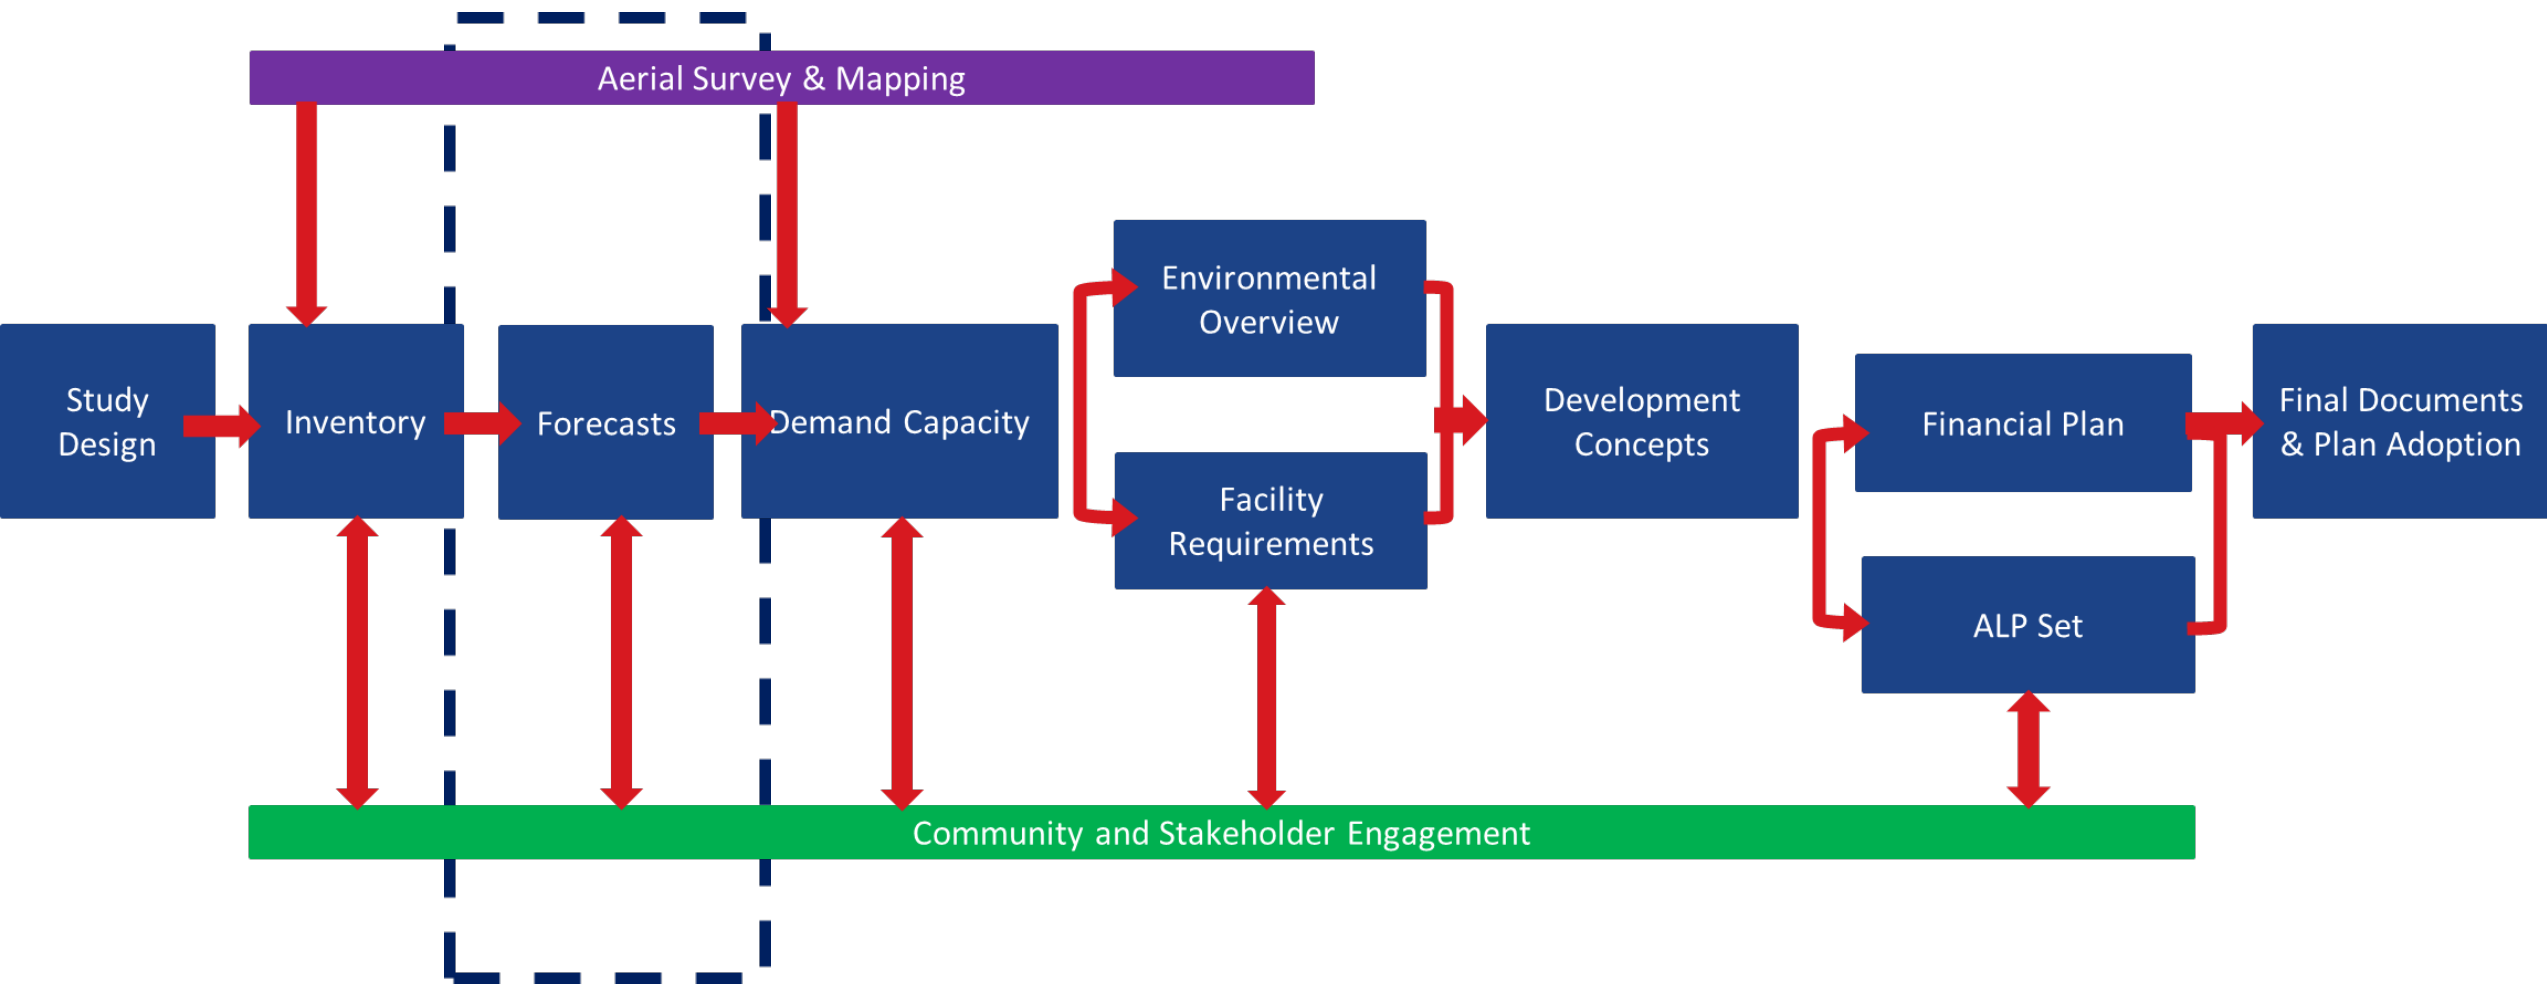 Aerial Survey & Mapping
Study
Design
Inventory
Forecasts
Demand Capacity
Environmental
Overview
Facility
Requirements
Development
Concepts
Financial Plan
ALP Set
Final Documents
& Plan Adoption
Community and Stakeholder Engagement